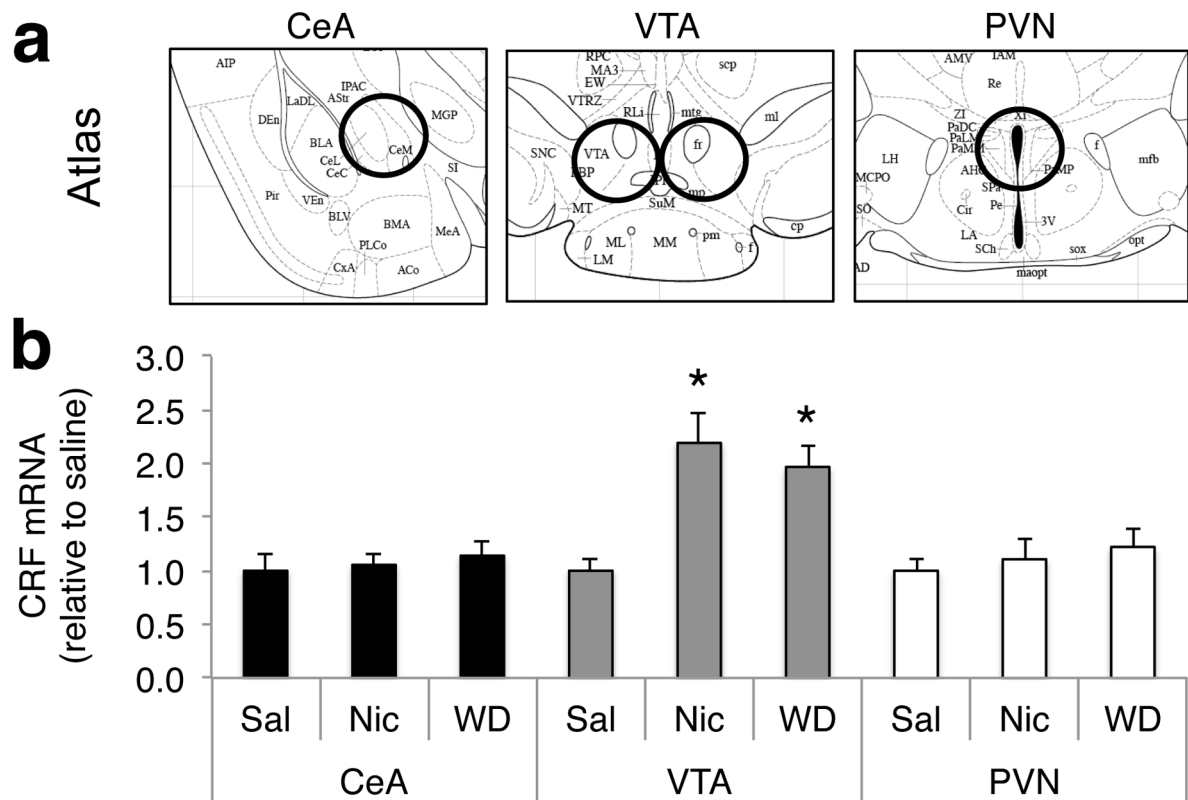 a
CeA VTA PVN
Atlas
AIP
LaDL
IPAC
AStr
DEn
MGP
BLA
CeM
CeL
CeC
SI
Pir
VEn
BLV
BMA
MeA
PLCo
CxA
ACo
RPC
MA3
EW
scp
VTRZ
RLi
mtg
ml
SNC
VTA
fr
mp
MT
SuM
cp
ML
MM
pm
f
LM
AMV
IAM
Re
ZI
Xi
PaDC
PaLM
PaMM
f
LH
mfb
MCPO
SPa
SO
Cir
Pe
3V
LA
SCh
sox
opt
maopt
b
CRF mRNA
(relative to saline)
3.0
2.5
2.0
1.5
1.0
0.5
0.0
* *
Sal Nic WD Sal Nic WD Sal Nic WD
CeA VTA PVN